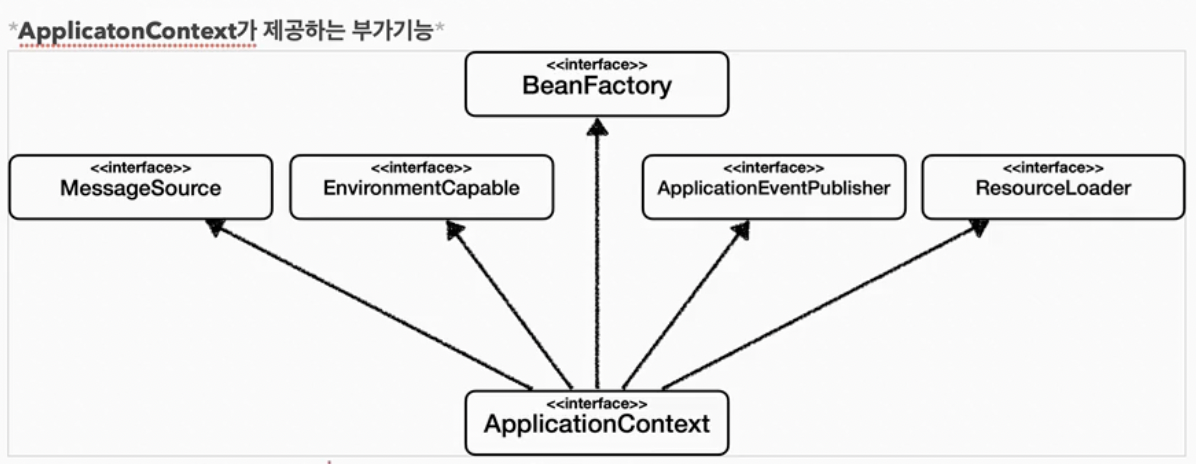 *ApplicatonContext가 제공하는 부가기능*
<<interface>>
BeanFactory
<<interface>>
MessageSource
<<interface>>
EnvironmentCapable
<<interface>>
ApplicationEventPublisher
<<interface>>
ResourceLoader
<<interface>>
ApplicationContext